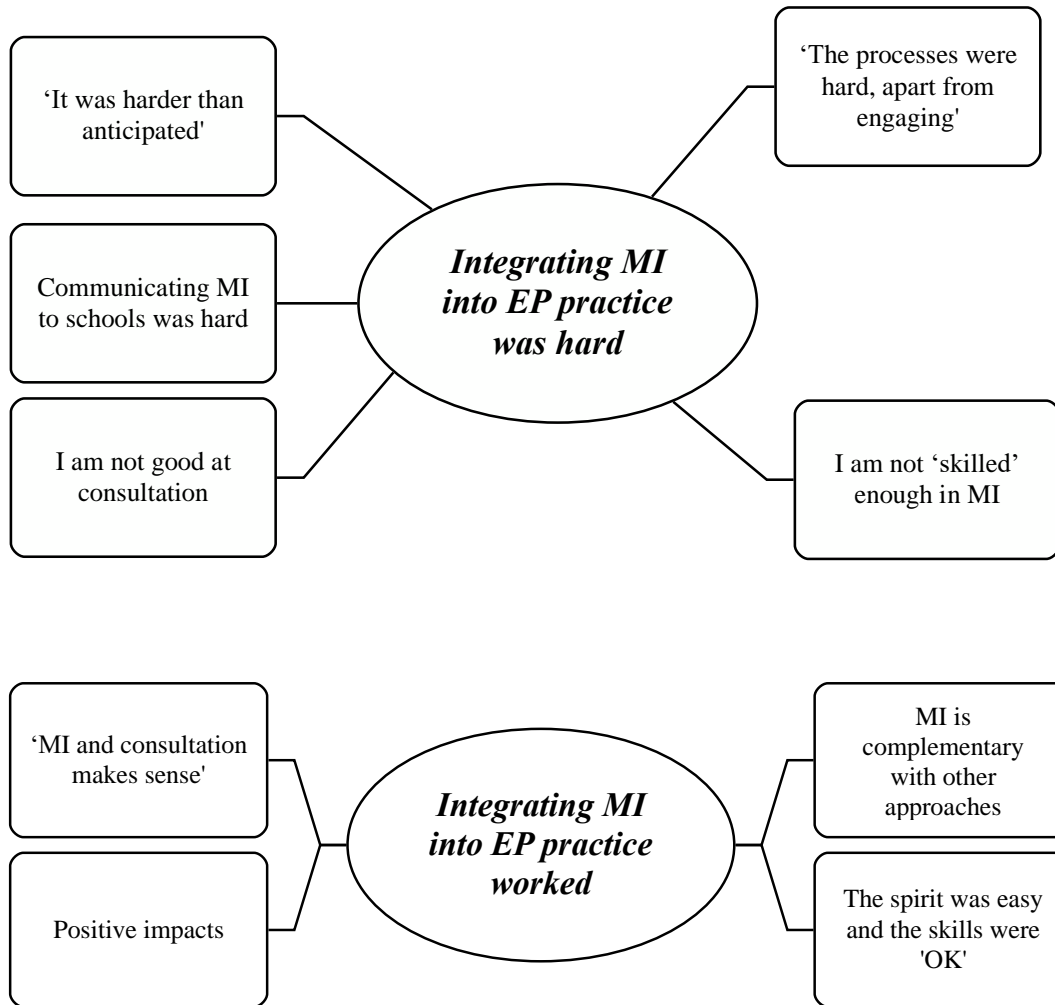 ‘It was harder than
anticipated'
‘The processes were
hard, apart from
engaging'
Integrating MI
into EP practice
was hard
Communicating MI
to schools was hard
I am not good at
consultation
I am not ‘skilled’
enough in MI
‘MI and consultation
makes sense'
MI is
complementary
with other
approaches
Integrating MI
into EP practice
worked
Positive impacts
The spirit was easy
and the skills were
'OK'